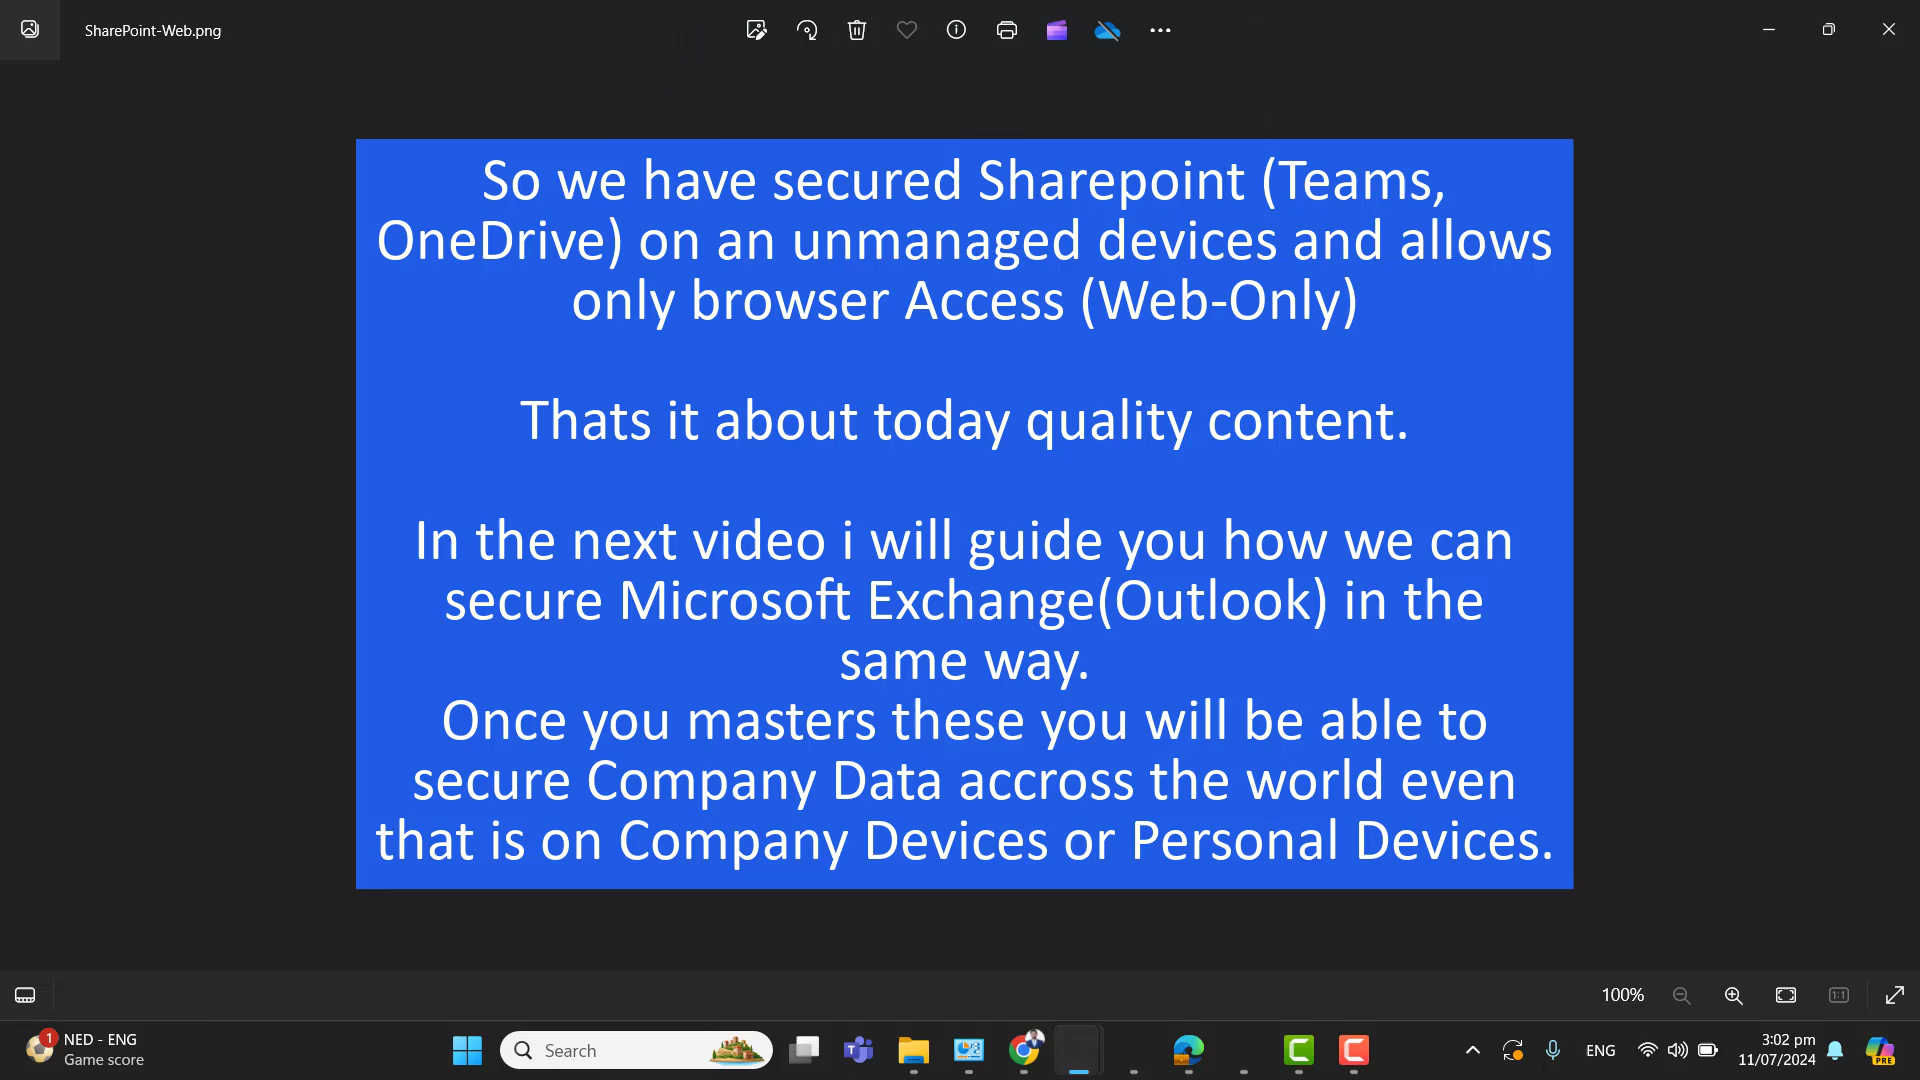 SharePoint-Web.png
So we have secured Sharepoint (Teams,
OneDrive) on an unmanaged devices and allows
only browser Access (Web-Only)
Thats it about today quality content.
In the next video i will guide you how we can
secure Microsoft Exchange(Outlook) in the
same way.
Once you masters these you will be able to
secure Company Data accross the world even
that is on Company Devices or Personal Devices.
100%
1:1
1
NED - ENG
Game score
Search
ENG
3:02 pm
11/07/2024
PRE